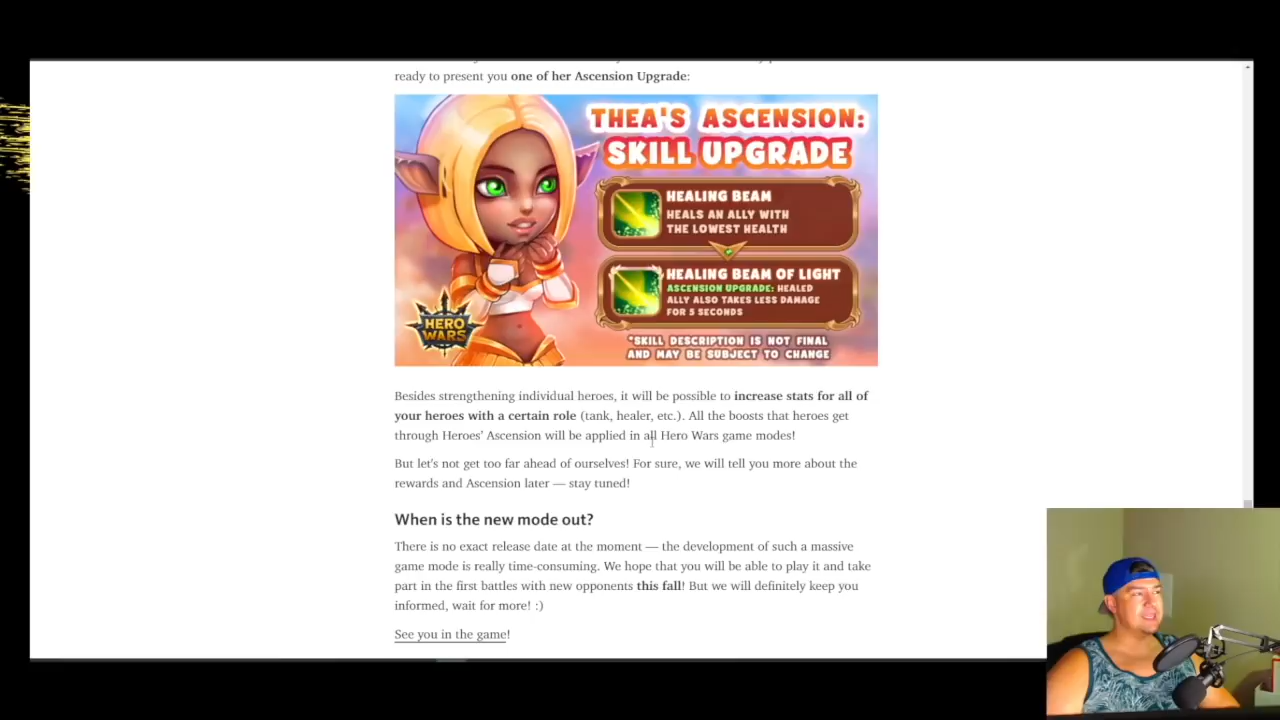 ready to present you one of her Ascension Upgrade:
THEA'S ASCENSION:
SKILL UPGRADE
HEALING BEAM
HEALS AN ALLY WITH
THE LOWEST HEALTH
HEALING BEAM OF LIGHT
ASCENSION UPGRADE: HEALED
ALLY ALSO TAKES LESS DAMAGE
FOR 5 SECONDS
HERO
WARS
*SKILL DESCRIPTION IS NOT FINAL
AND MAY BE SUBJECT TO CHANGE
Besides strengthening individual heroes, it will be possible to increase stats for all of
your heroes with a certain role (tank, healer, etc.). All the boosts that heroes get
through Heroes' Ascension will be applied in all Hero Wars game modes!
But let's not get too far ahead of ourselves! For sure, we will tell you more about the
rewards and Ascension later — stay tuned!
When is the new mode out?
There is no exact release date at the moment — the development of such a massive
game mode is really time-consuming. We hope that you will be able to play it and take
part in the first battles with new opponents this fall! But we will definitely keep you
informed, wait for more! :)
See you in the game!